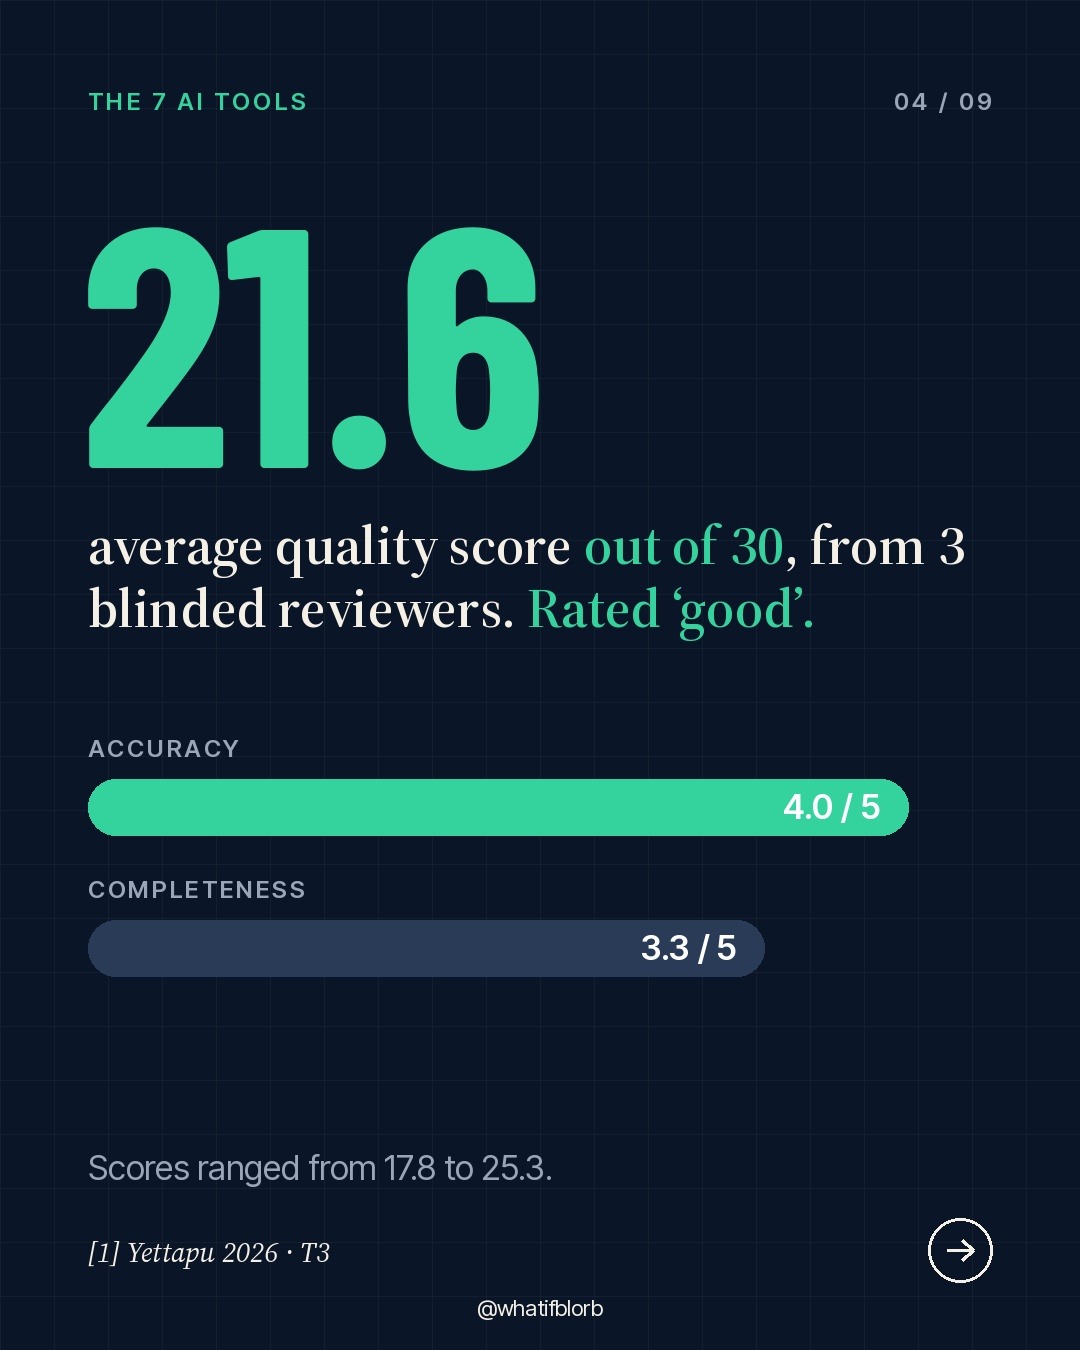 THE 7 AI TOOLS
04 / 09
21.6
average quality score out of 30, from 3
blinded reviewers. Rated ‘good’.
ACCURACY
4.0 / 5
COMPLETENESS
3.3 / 5
Scores ranged from 17.8 to 25.3.
[1] Yettapu 2026 · T3
@whatifblorb